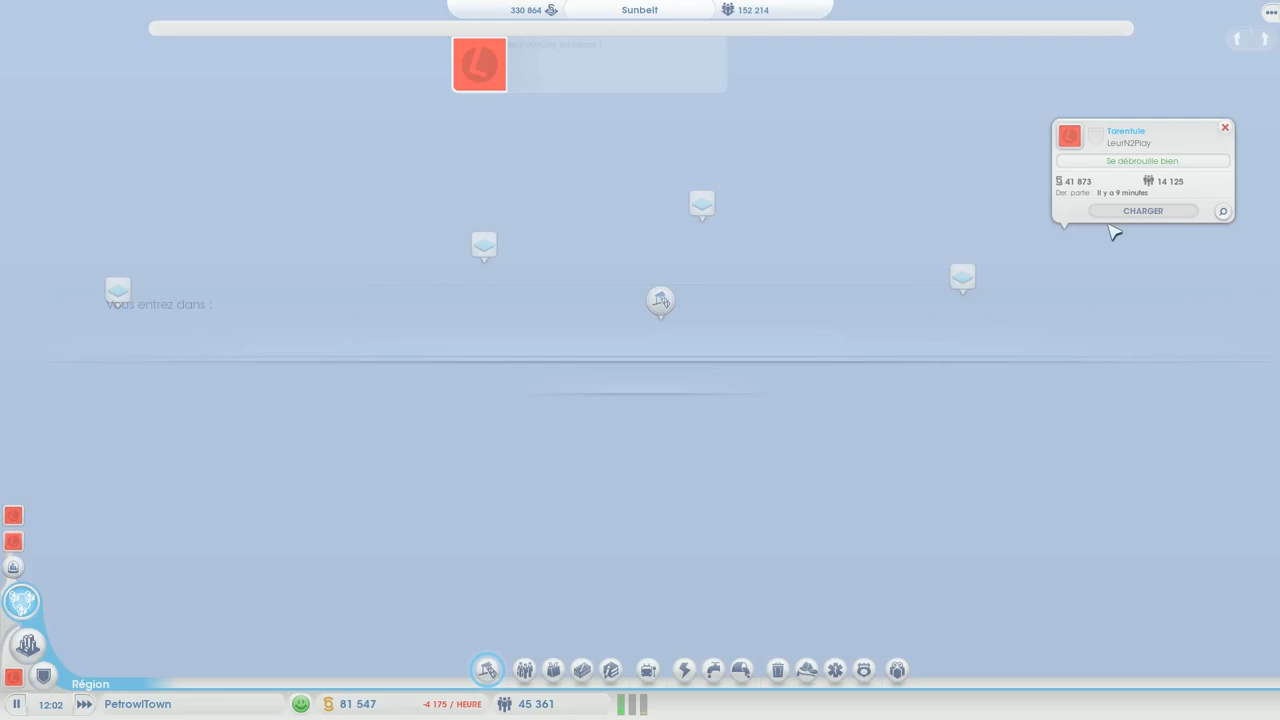 330 864
Sunbelt
152 214
Tarentule
LeurN2Play
Se débrouille bien
41 873
14 125
Der. partie : Il y a 9 minutes
CHARGER
Vous entrez dans :
Région
12:02
PetrowlTown
81 547
-4 175 / HEURE
45 361